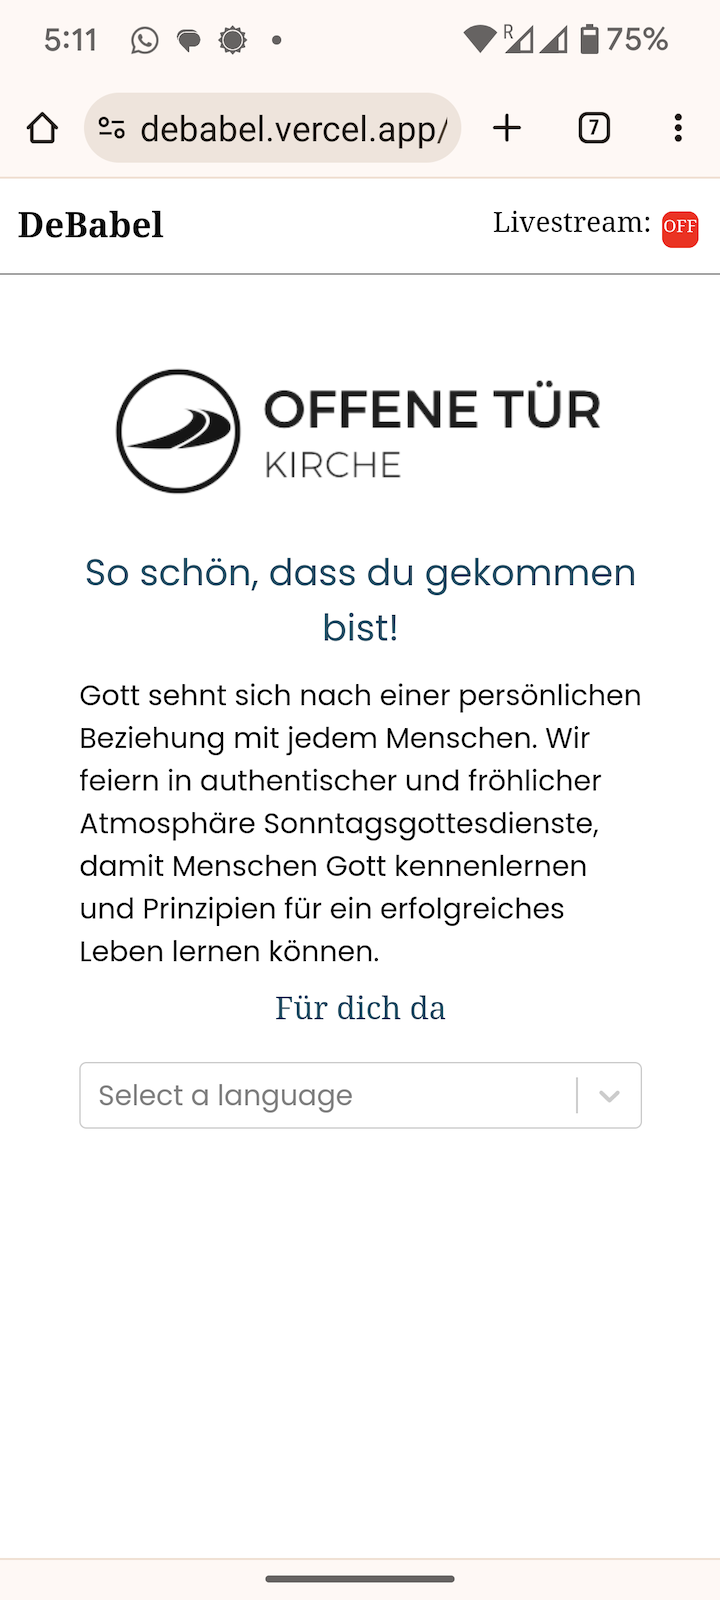 5:11
R
75%
debabel.vercel.app/
7
DeBabel
Livestream: OFF
OFFENE TÜR
KIRCHE
So schön, dass du gekommen
bist!
Gott sehnt sich nach einer persönlichen
Beziehung mit jedem Menschen. Wir
feiern in authentischer und fröhlicher
Atmosphäre Sonntagsgottesdienste,
damit Menschen Gott kennenlernen
und Prinzipien für ein erfolgreiches
Leben lernen können.
Für dich da
Select a language